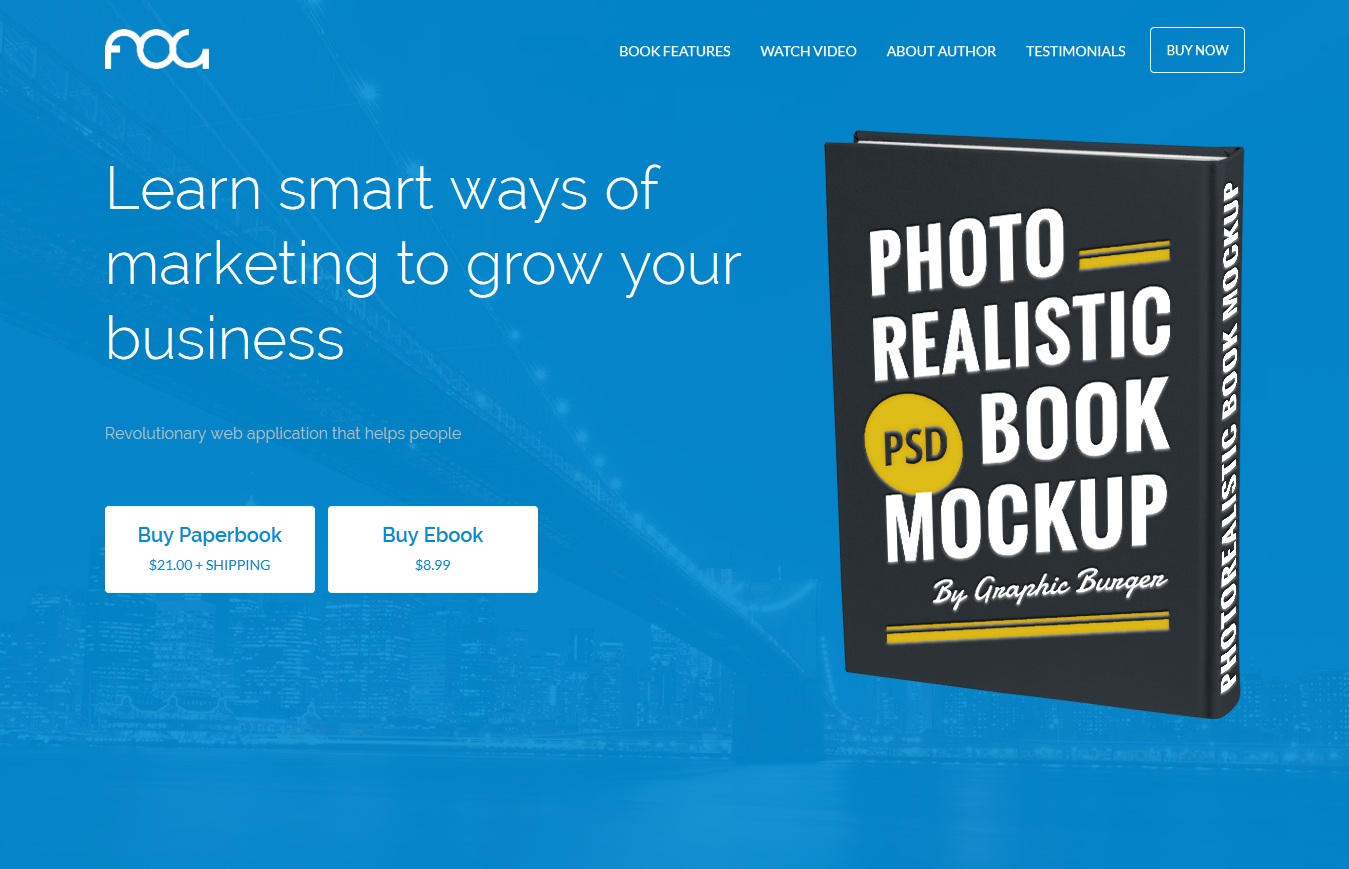 FOG
BOOK FEATURES
WATCH VIDEO
ABOUT AUTHOR
TESTIMONIALS
BUY NOW
Learn smart ways of
marketing to grow your
business
Revolutionary web application that helps people
Buy Paperbook
$21.00 + SHIPPING
Buy Ebook
$8.99
PHOTO
REALISTIC
PSD BOOK
MOCKUP
By Graphic Burger
PHOTOREALISTIC BOOK MOCKUP